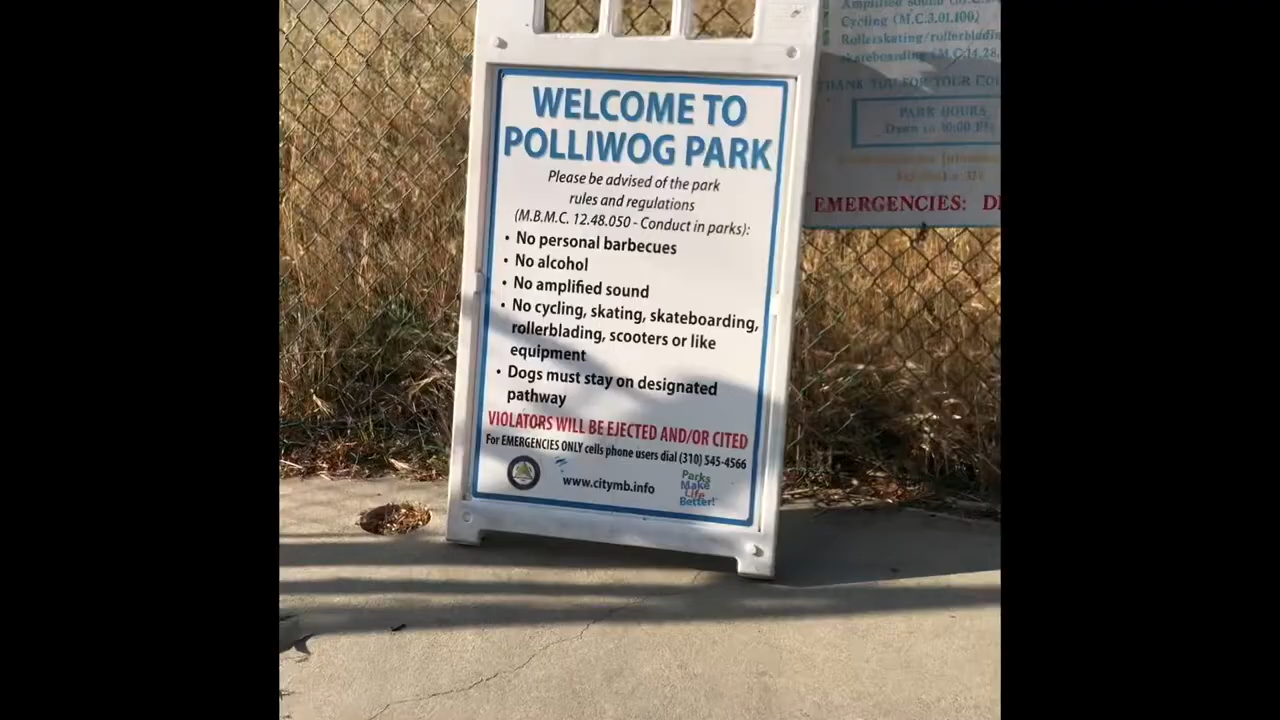 WELCOME TO
POLLIWOG PARK
Please be advised of the park
rules and regulations
(M.B.M.C. 12.48.050 - Conduct in parks):
• No personal barbecues
• No alcohol
• No amplified sound
• No cycling, skating, skateboarding,
rollerblading, scooters or like
equipment
• Dogs must stay on designated
pathway
VIOLATORS WILL BE EJECTED AND/OR CITED
For EMERGENCIES ONLY cells phone users dial (310) 545-4566
www.citymb.info
Parks
Make
Life
Better!
Amplified sound
Cycling (M.C.3.01.100)
Rollerskating/rollerbladin
skateboarding (M.C.14.28.
THANK YOU FOR YOUR CO
PARK HOURS
Dawn to 10:00 PM
EMERGENCIES: DI